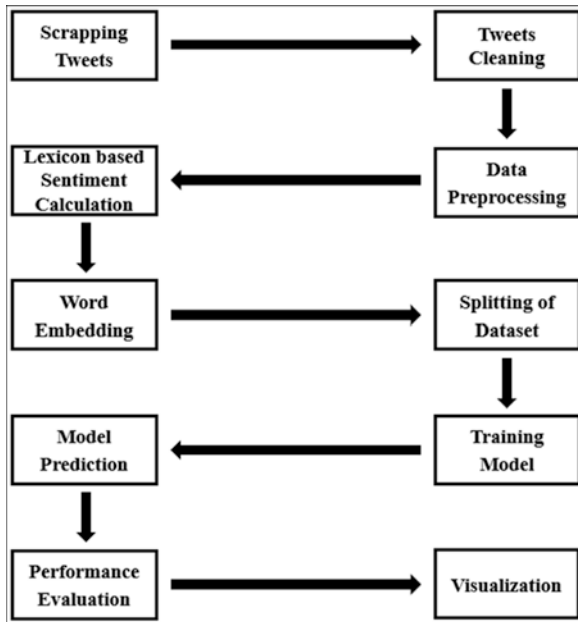 Scrapping
Tweets
Tweets
Cleaning
Lexicon based
Sentiment
Calculation
Data
Preprocessing
Word
Embedding
Splitting of
Dataset
Model
Prediction
Training
Model
Performance
Evaluation
Visualization